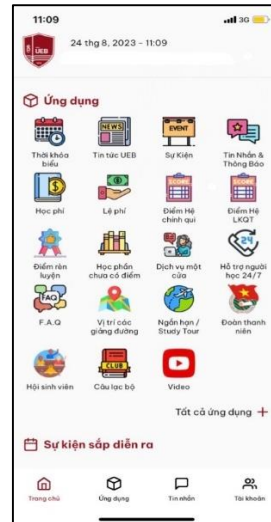 11:09
3G
UEB
24 thg 8, 2023 - 11:09
Ứng dụng
NEWS
EVENT
Thời khóa
biểu
Tin tức UEB
Sự Kiện
Tin Nhắn &
Thông Báo
SCORE
SCORE
Học phí
Lệ phí
Điểm Hệ
chính qui
Điểm Hệ
LKQT
24
Điểm rèn
luyện
Học phần
chưa có điểm
Dịch vụ một
cửa
Hỗ trợ người
học 24/7
FAQ
F.A.Q
Vị trí các
giảng đường
Ngắn hạn /
Study Tour
Đoàn thanh
niên
CLUB
Hội sinh viên
Câu lạc bộ
Video
Tất cả ứng dụng +
Sự kiện sắp diễn ra
Trang chủ
Ứng dụng
Tin nhắn
Tài khoản